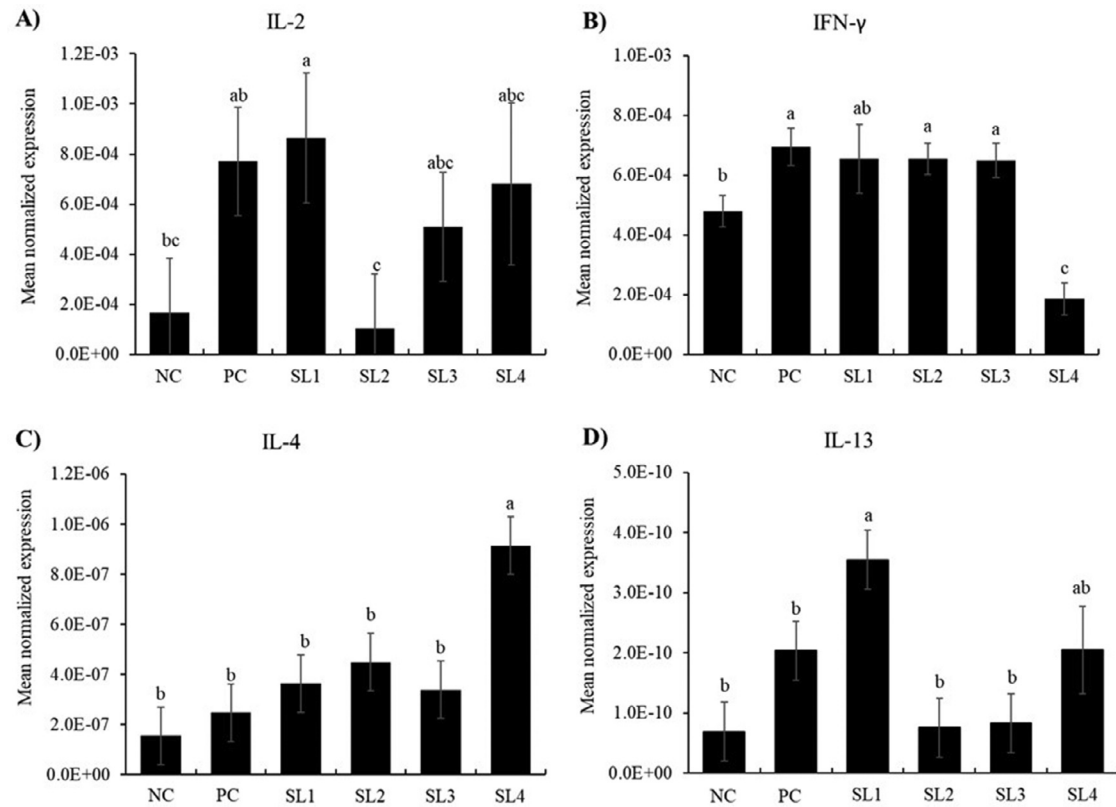 A)
IL-2
Mean normalized expression
1.2E-03
1.0E-03
8.0E-04
6.0E-04
4.0E-04
2.0E-04
0.0E+00
bc
ab
a
c
abc
abc
NC PC SL1 SL2 SL3 SL4
B)
IFN-γ
Mean normalized expression
1.0E-03
8.0E-04
6.0E-04
4.0E-04
2.0E-04
0.0E+00
b
a
ab
a
a
c
NC PC SL1 SL2 SL3 SL4
C)
IL-4
Mean normalized expression
1.2E-06
1.0E-06
8.0E-07
6.0E-07
4.0E-07
2.0E-07
0.0E+00
b
b
b
b
b
a
NC PC SL1 SL2 SL3 SL4
D)
IL-13
Mean normalized expression
5.0E-10
4.0E-10
3.0E-10
2.0E-10
1.0E-10
0.0E+00
b
b
a
b
b
ab
NC PC SL1 SL2 SL3 SL4